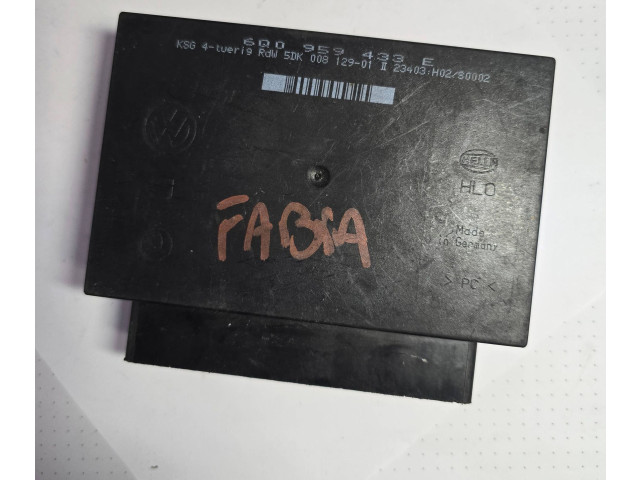 6Q0 959 433 E
KSG 4-tuerig RdW 5DK 008 129-01 II 23403:H02/80002
HELLA
HLO
FABIA
Made
in Germany
> PC <